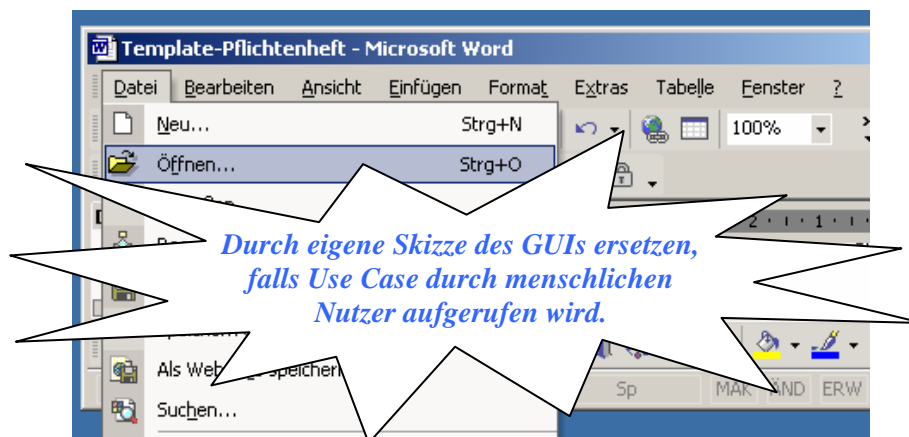 Template-Pflichtenheft - Microsoft Word
Datei Bearbeiten Ansicht Einfügen Format Extras Tabelle Fenster ?
Neu... Strg+N
100%
Öffnen... Strg+O
2 1
Durch eigene Skizze des GUIs ersetzen,
falls Use Case durch menschlichen
Nutzer aufgerufen wird.
Als Web
Sp MAK ÄND ERW
Suchen...